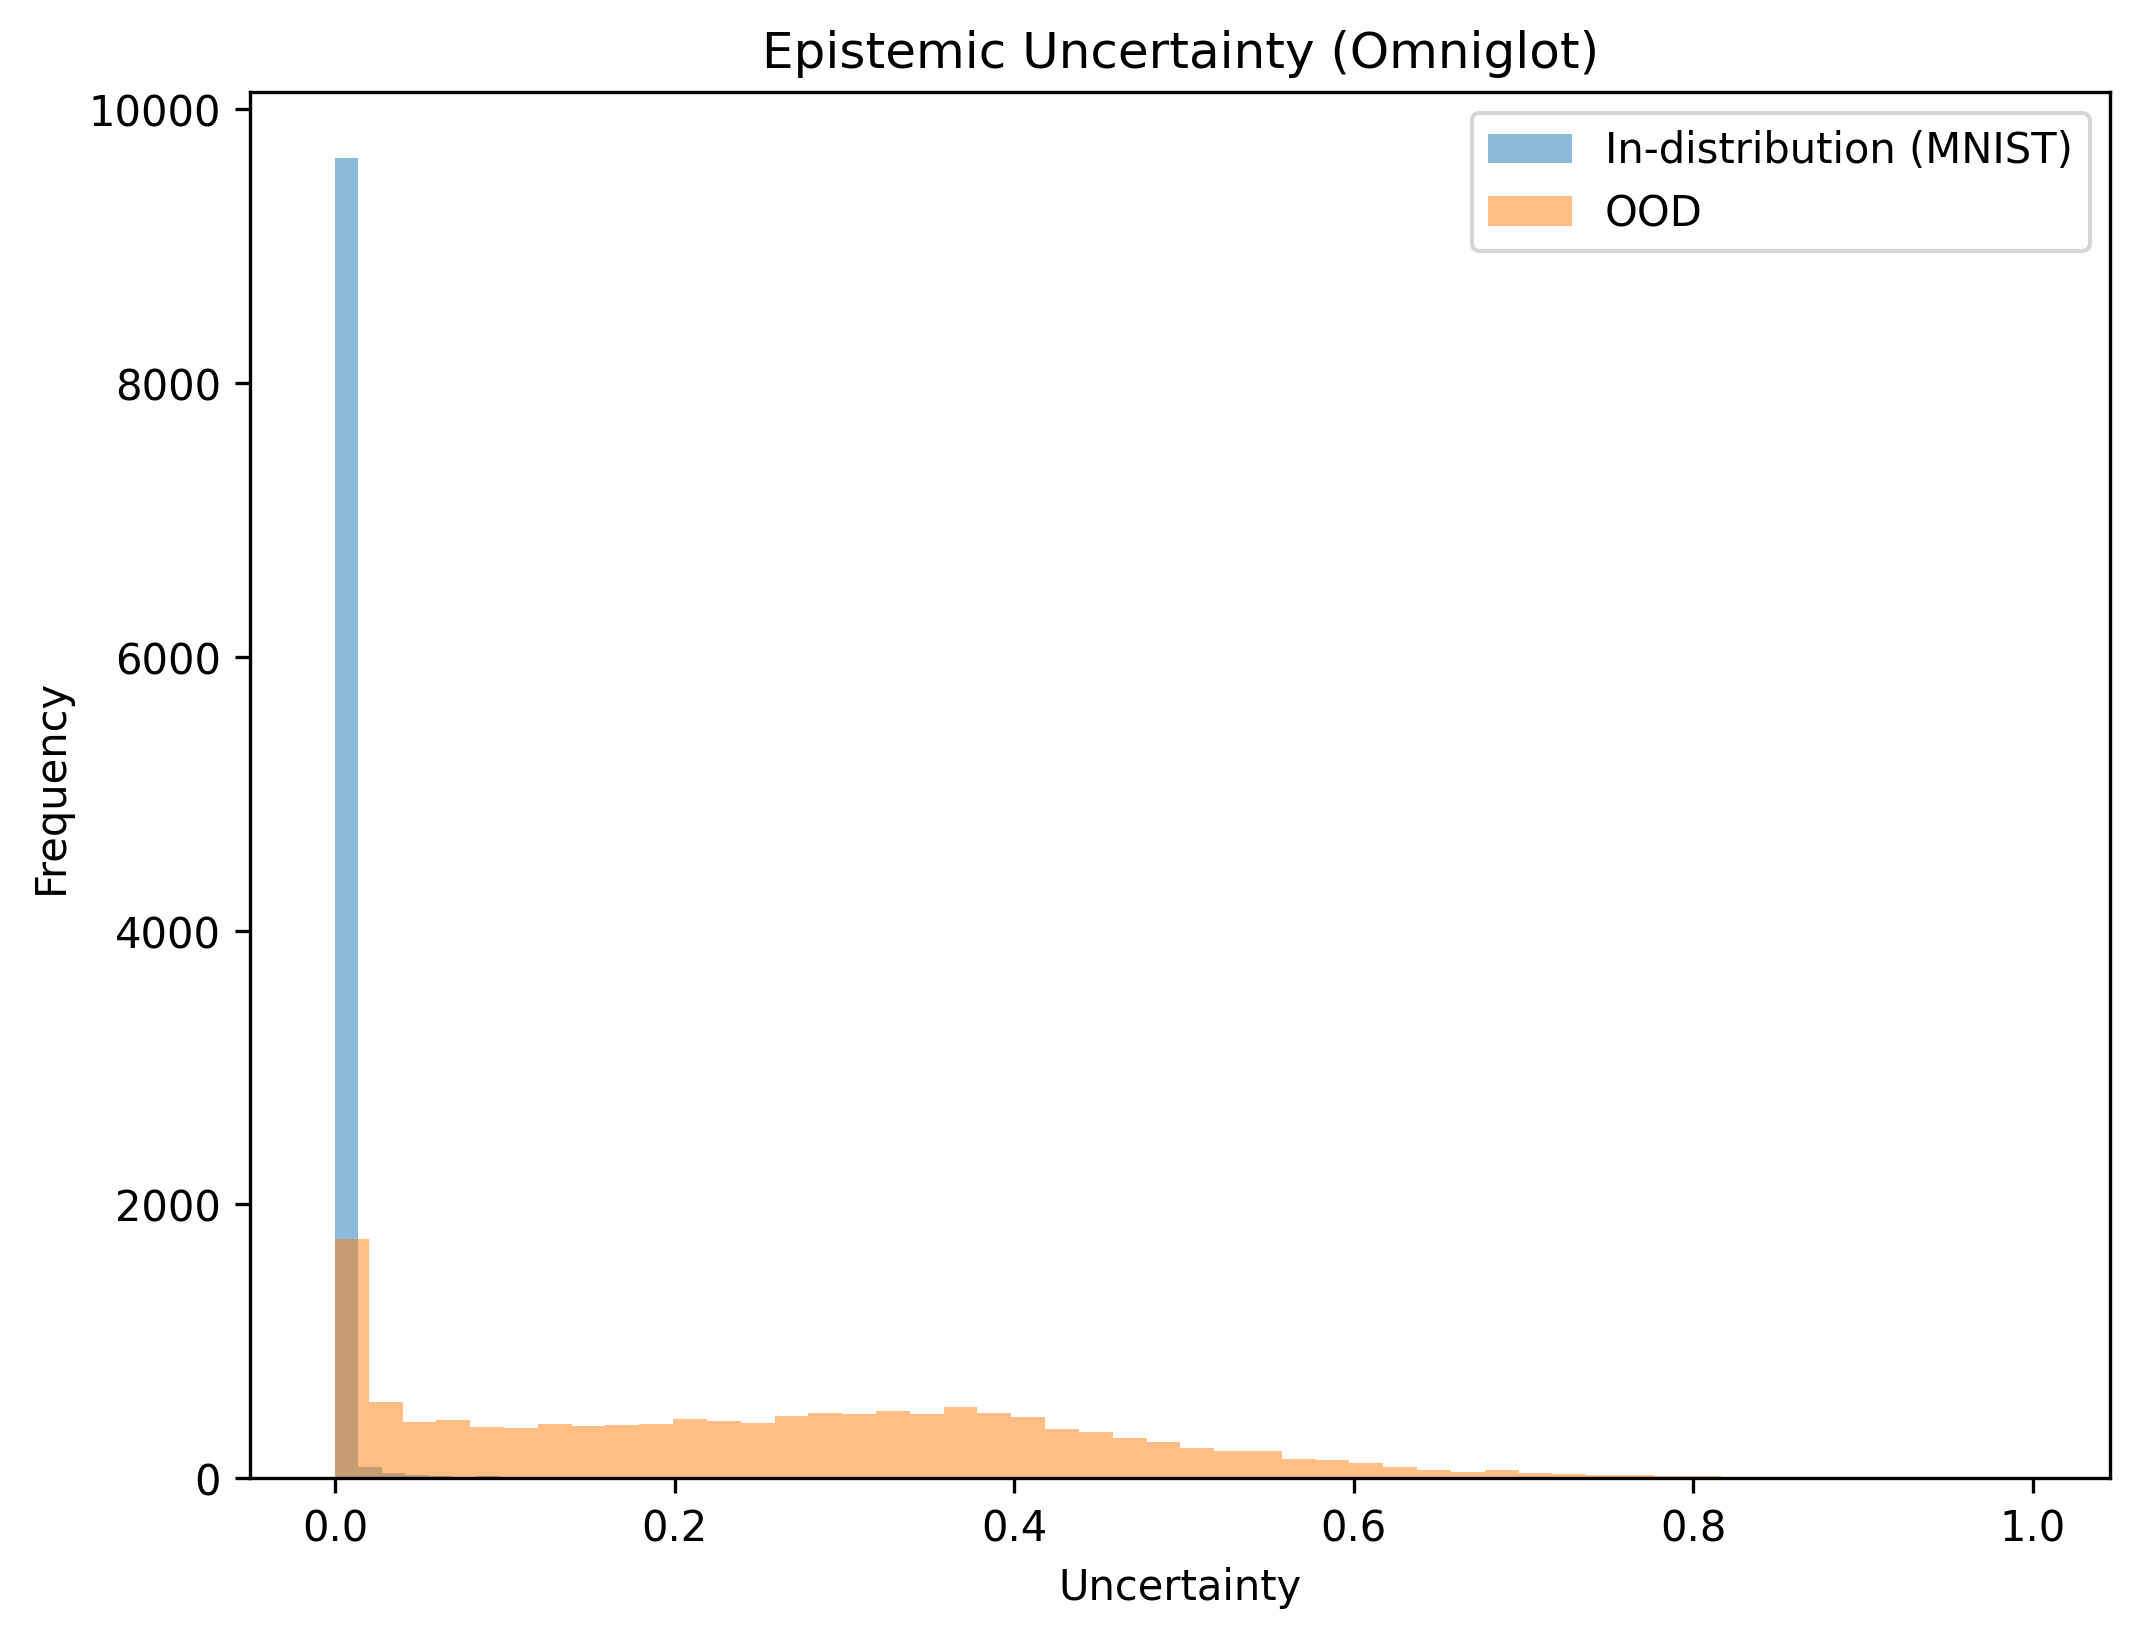 Epistemic Uncertainty (Omniglot)
In-distribution (MNIST)
OOD
10000
8000
6000
4000
2000
0
Frequency
0.0 0.2 0.4 0.6 0.8 1.0
Uncertainty